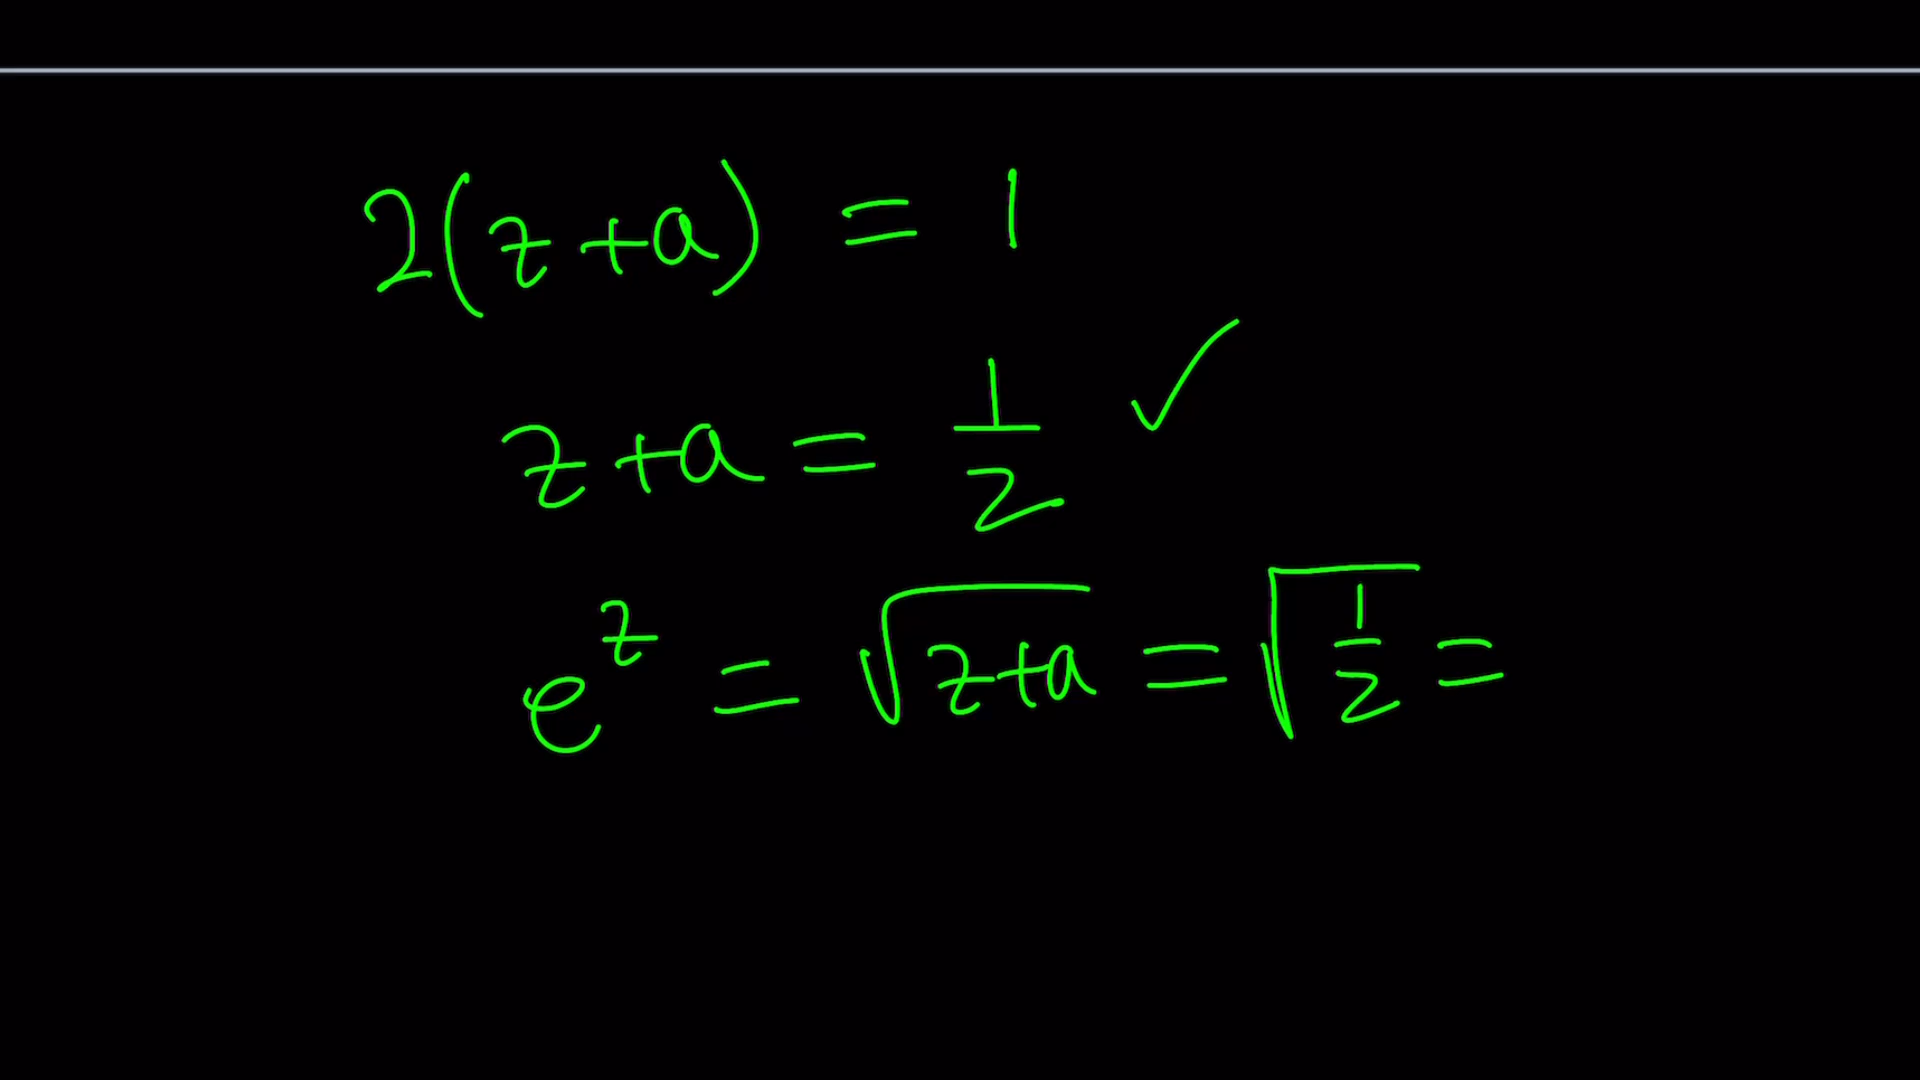 2(z+a) = 1
z+a = 1/2 ✓
e^z = √(z+a) = √(1/2) =